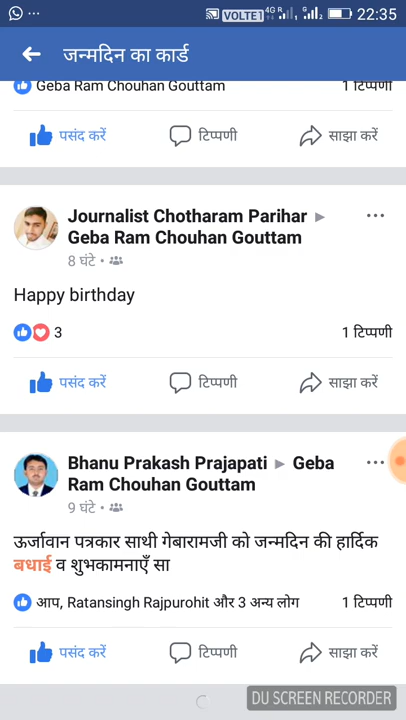 VOLTE1 4G R G 22:35
जन्मदिन का कार्ड
Geba Ram Chouhan Gouttam 1 टिप्पणी
पसंद करें टिप्पणी साझा करें
Journalist Chotharam Parihar
Geba Ram Chouhan Gouttam
8 घंटे
Happy birthday
3 1 टिप्पणी
पसंद करें टिप्पणी साझा करें
Bhanu Prakash Prajapati Geba
Ram Chouhan Gouttam
9 घंटे
ऊर्जावान पत्रकार साथी गेबारामजी को जन्मदिन की हार्दिक
बधाई व शुभकामनाएँ सा
आप, Ratansingh Rajpurohit और 3 अन्य लोग 1 टिप्पणी
पसंद करें टिप्पणी साझा करें
DU SCREEN RECORDER